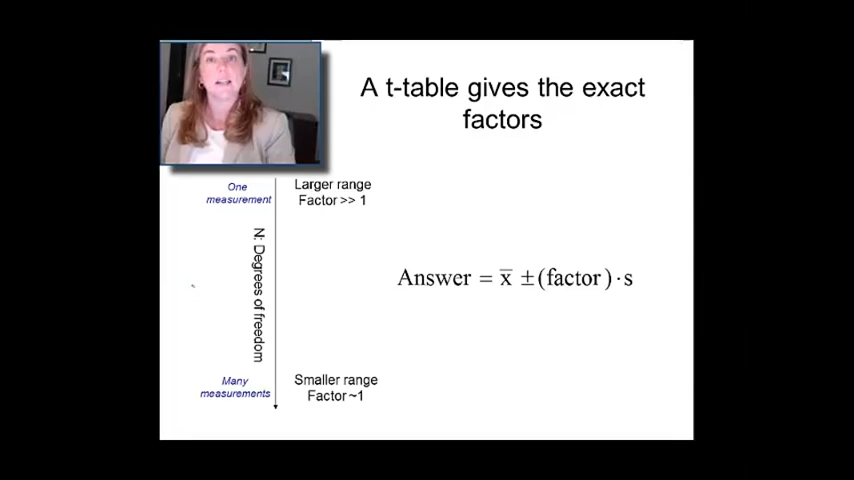 A t-table gives the exact
factors
One
measurement
Larger range
Factor >> 1
N: Degrees of freedom
Answer = x̅ ±(factor)·s
Many
measurements
Smaller range
Factor ~1